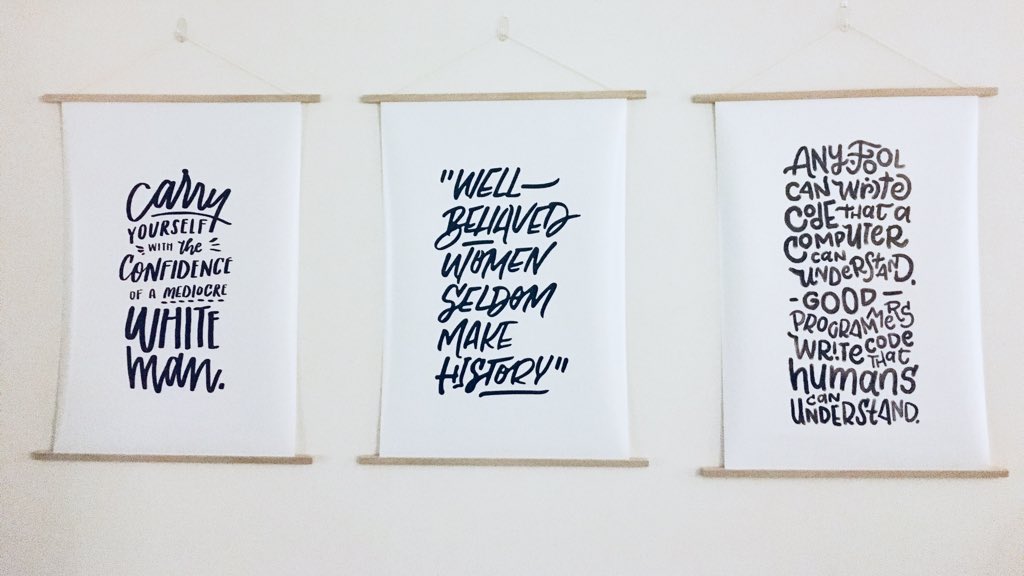 Carry
YOURSELF
WITH the
CONFIDENCE
OF A MEDIOCRE
WHITE
man.
"WELL—
BEHAVED
WOMEN
SELDOM
MAKE
HISTORY"
ANY FOOL
CAN WRITE
CODE THAT a
COMPUTER
CAN
UNDERSTAND.
- GOOD -
PROGRAMMERS
WRITE CODE
THAT
humans
CAN
UNDERSTAND.